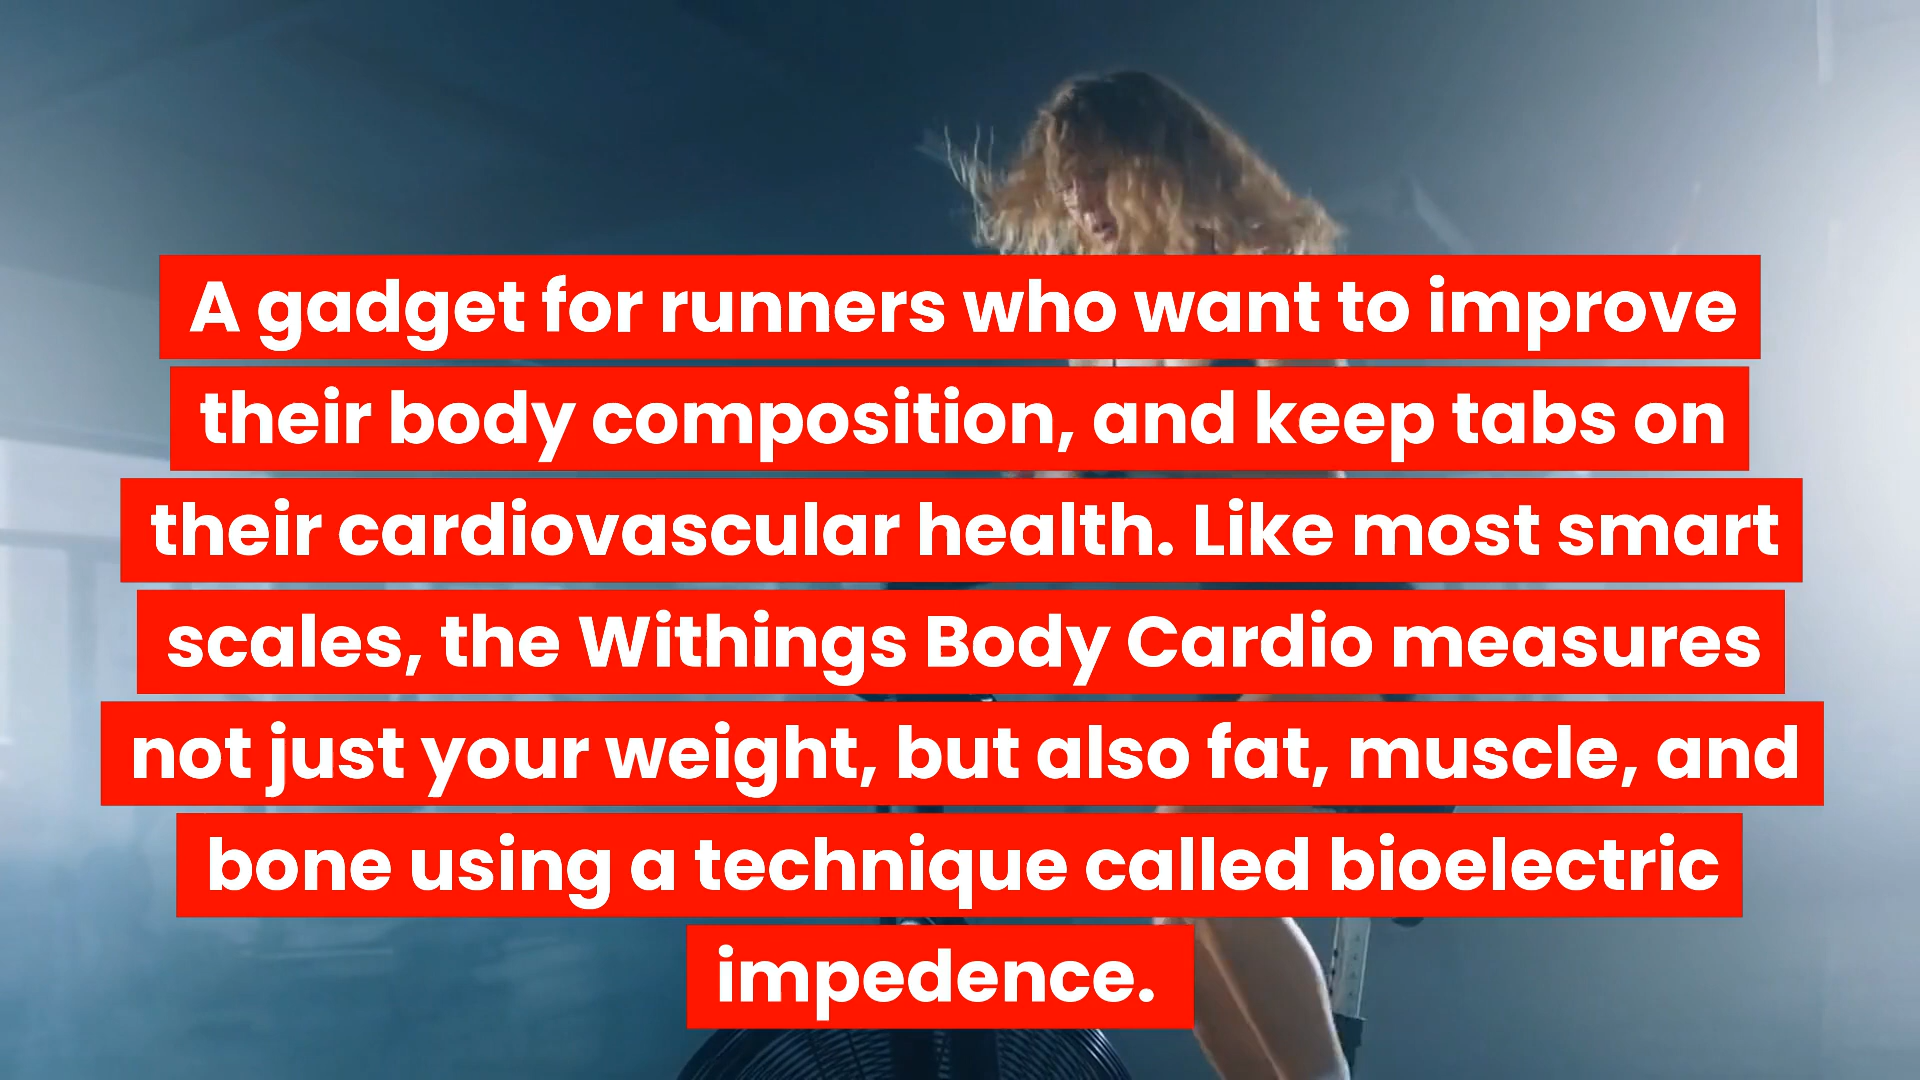 A gadget for runners who want to improve
their body composition, and keep tabs on
their cardiovascular health. Like most smart
scales, the Withings Body Cardio measures
not just your weight, but also fat, muscle, and
bone using a technique called bioelectric
impedence.